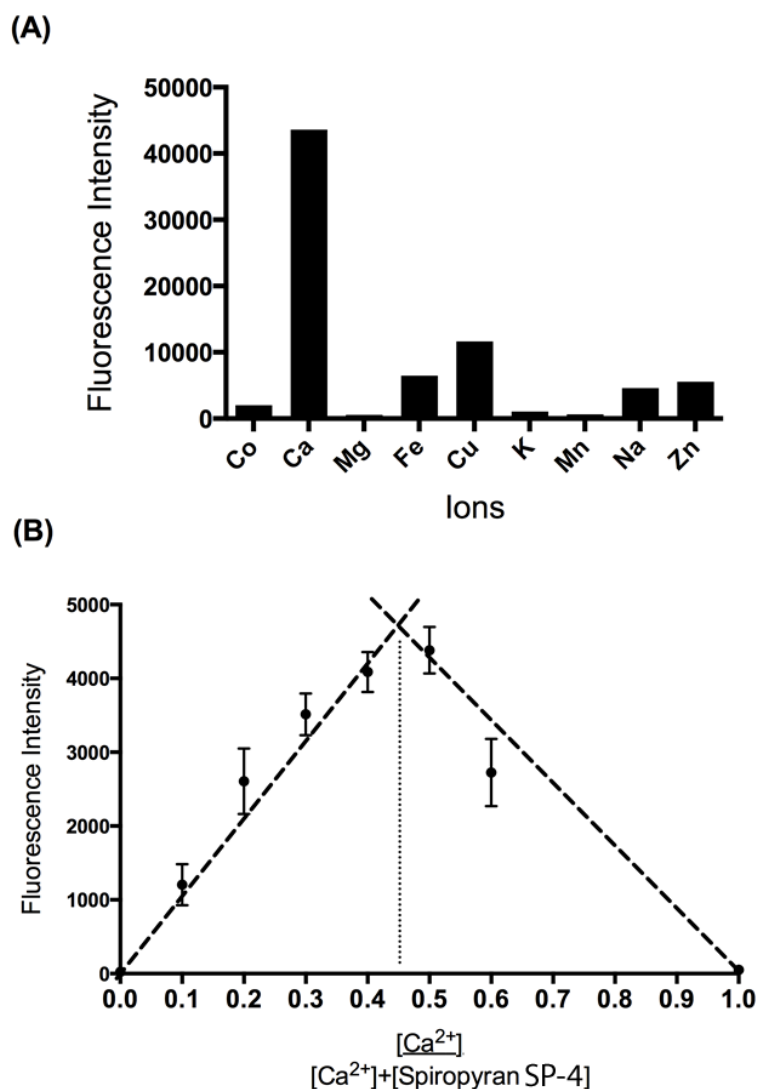 (A)
Fluorescence Intensity
50000
40000
30000
20000
10000
0
Co Ca Mg Fe Cu K Mn Na Zn
Ions
(B)
Fluorescence Intensity
5000
4000
3000
2000
1000
0
0.0 0.1 0.2 0.3 0.4 0.5 0.6 0.7 0.8 0.9 1.0
[Ca²⁺]
[Ca²⁺]+[Spiropyran SP-4]